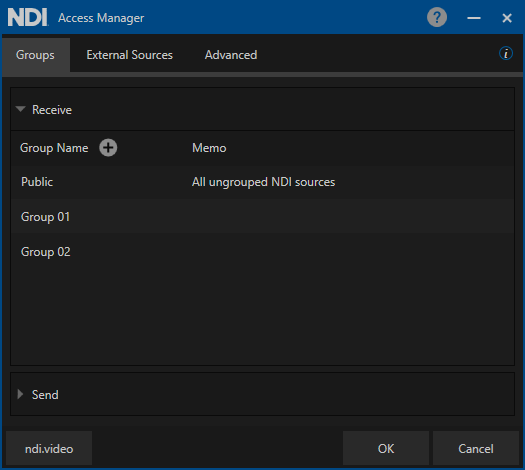 NDI Access Manager ?
Groups External Sources Advanced i
Receive
Group Name Memo
Public All ungrouped NDI sources
Group 01
Group 02
Send
ndi.video OK Cancel